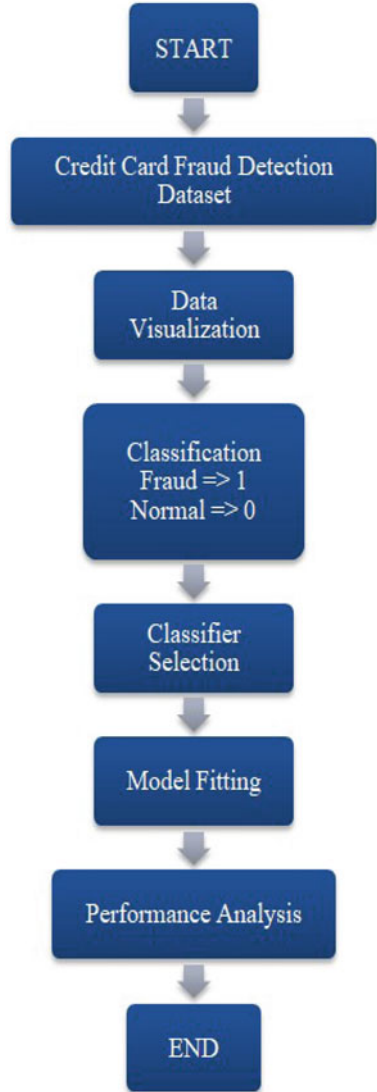 START
Credit Card Fraud Detection
Dataset
Data
Visualization
Classification
Fraud => 1
Normal => 0
Classifier
Selection
Model Fitting
Performance Analysis
END